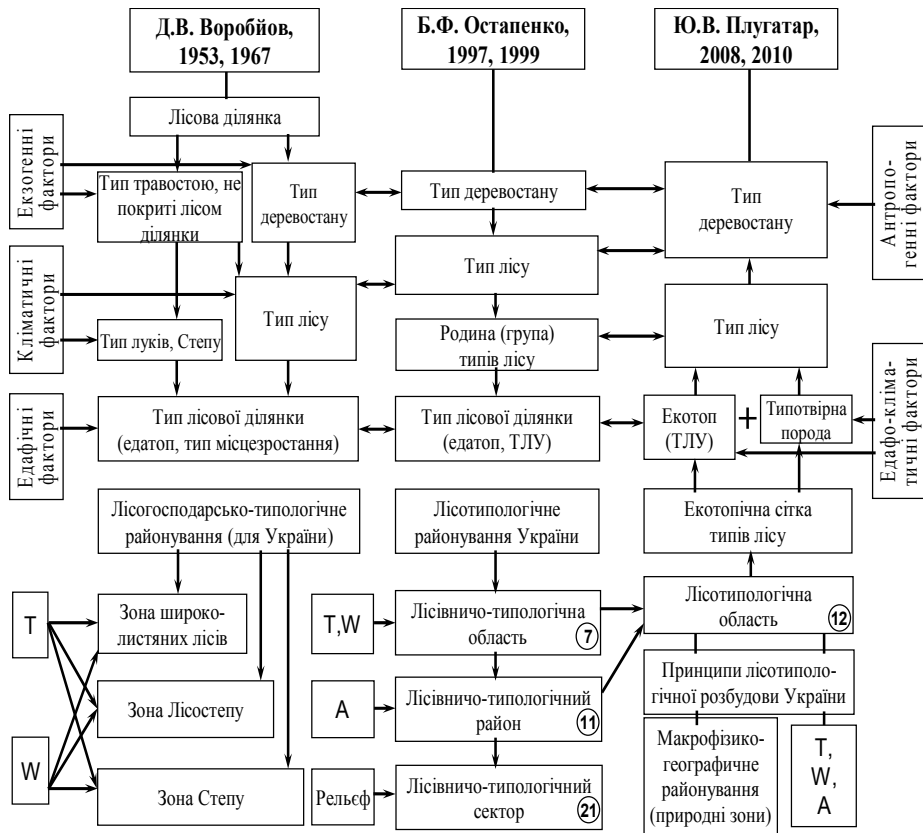 Д.В. Воробйов,
1953, 1967
Б.Ф. Остапенко,
1997, 1999
Ю.В. Плугатар,
2008, 2010
Лісова ділянка
Екзогенні
фактори
Тип травостою, не
покриті лісом
ділянки
Тип
деревостану
Тип деревостану
Тип
деревостану
Антропо-
генні фактори
Кліматичні
фактори
Тип луків, Степу
Тип лісу
Тип лісу
Родина (група)
типів лісу
Тип лісу
Едафічні
фактори
Тип лісової ділянки
(едатоп, тип місцезростання)
Тип лісової ділянки
(едатоп, ТЛУ)
Екотоп
(ТЛУ)
+
Типотвірна
порода
Едафо-кліма-
тичні фактори
Лісогосподарсько-типологічне
районування (для України)
Лісотипологічне
районування України
Екотопічна сітка
типів лісу
T
W
Зона широко-
листяних лісів
Зона Лісостепу
Зона Степу
T,W
Лісівничо-типологічна
область
7
A
Лісівничо-типологічний
район
11
Рельєф
Лісівничо-типологічний
сектор
21
Лісотипологічна
область
12
Принципи лісотиполо-
гічної розбудови України
Макрофізико-
географичне
районування
(природні зони)
T,
W,
A